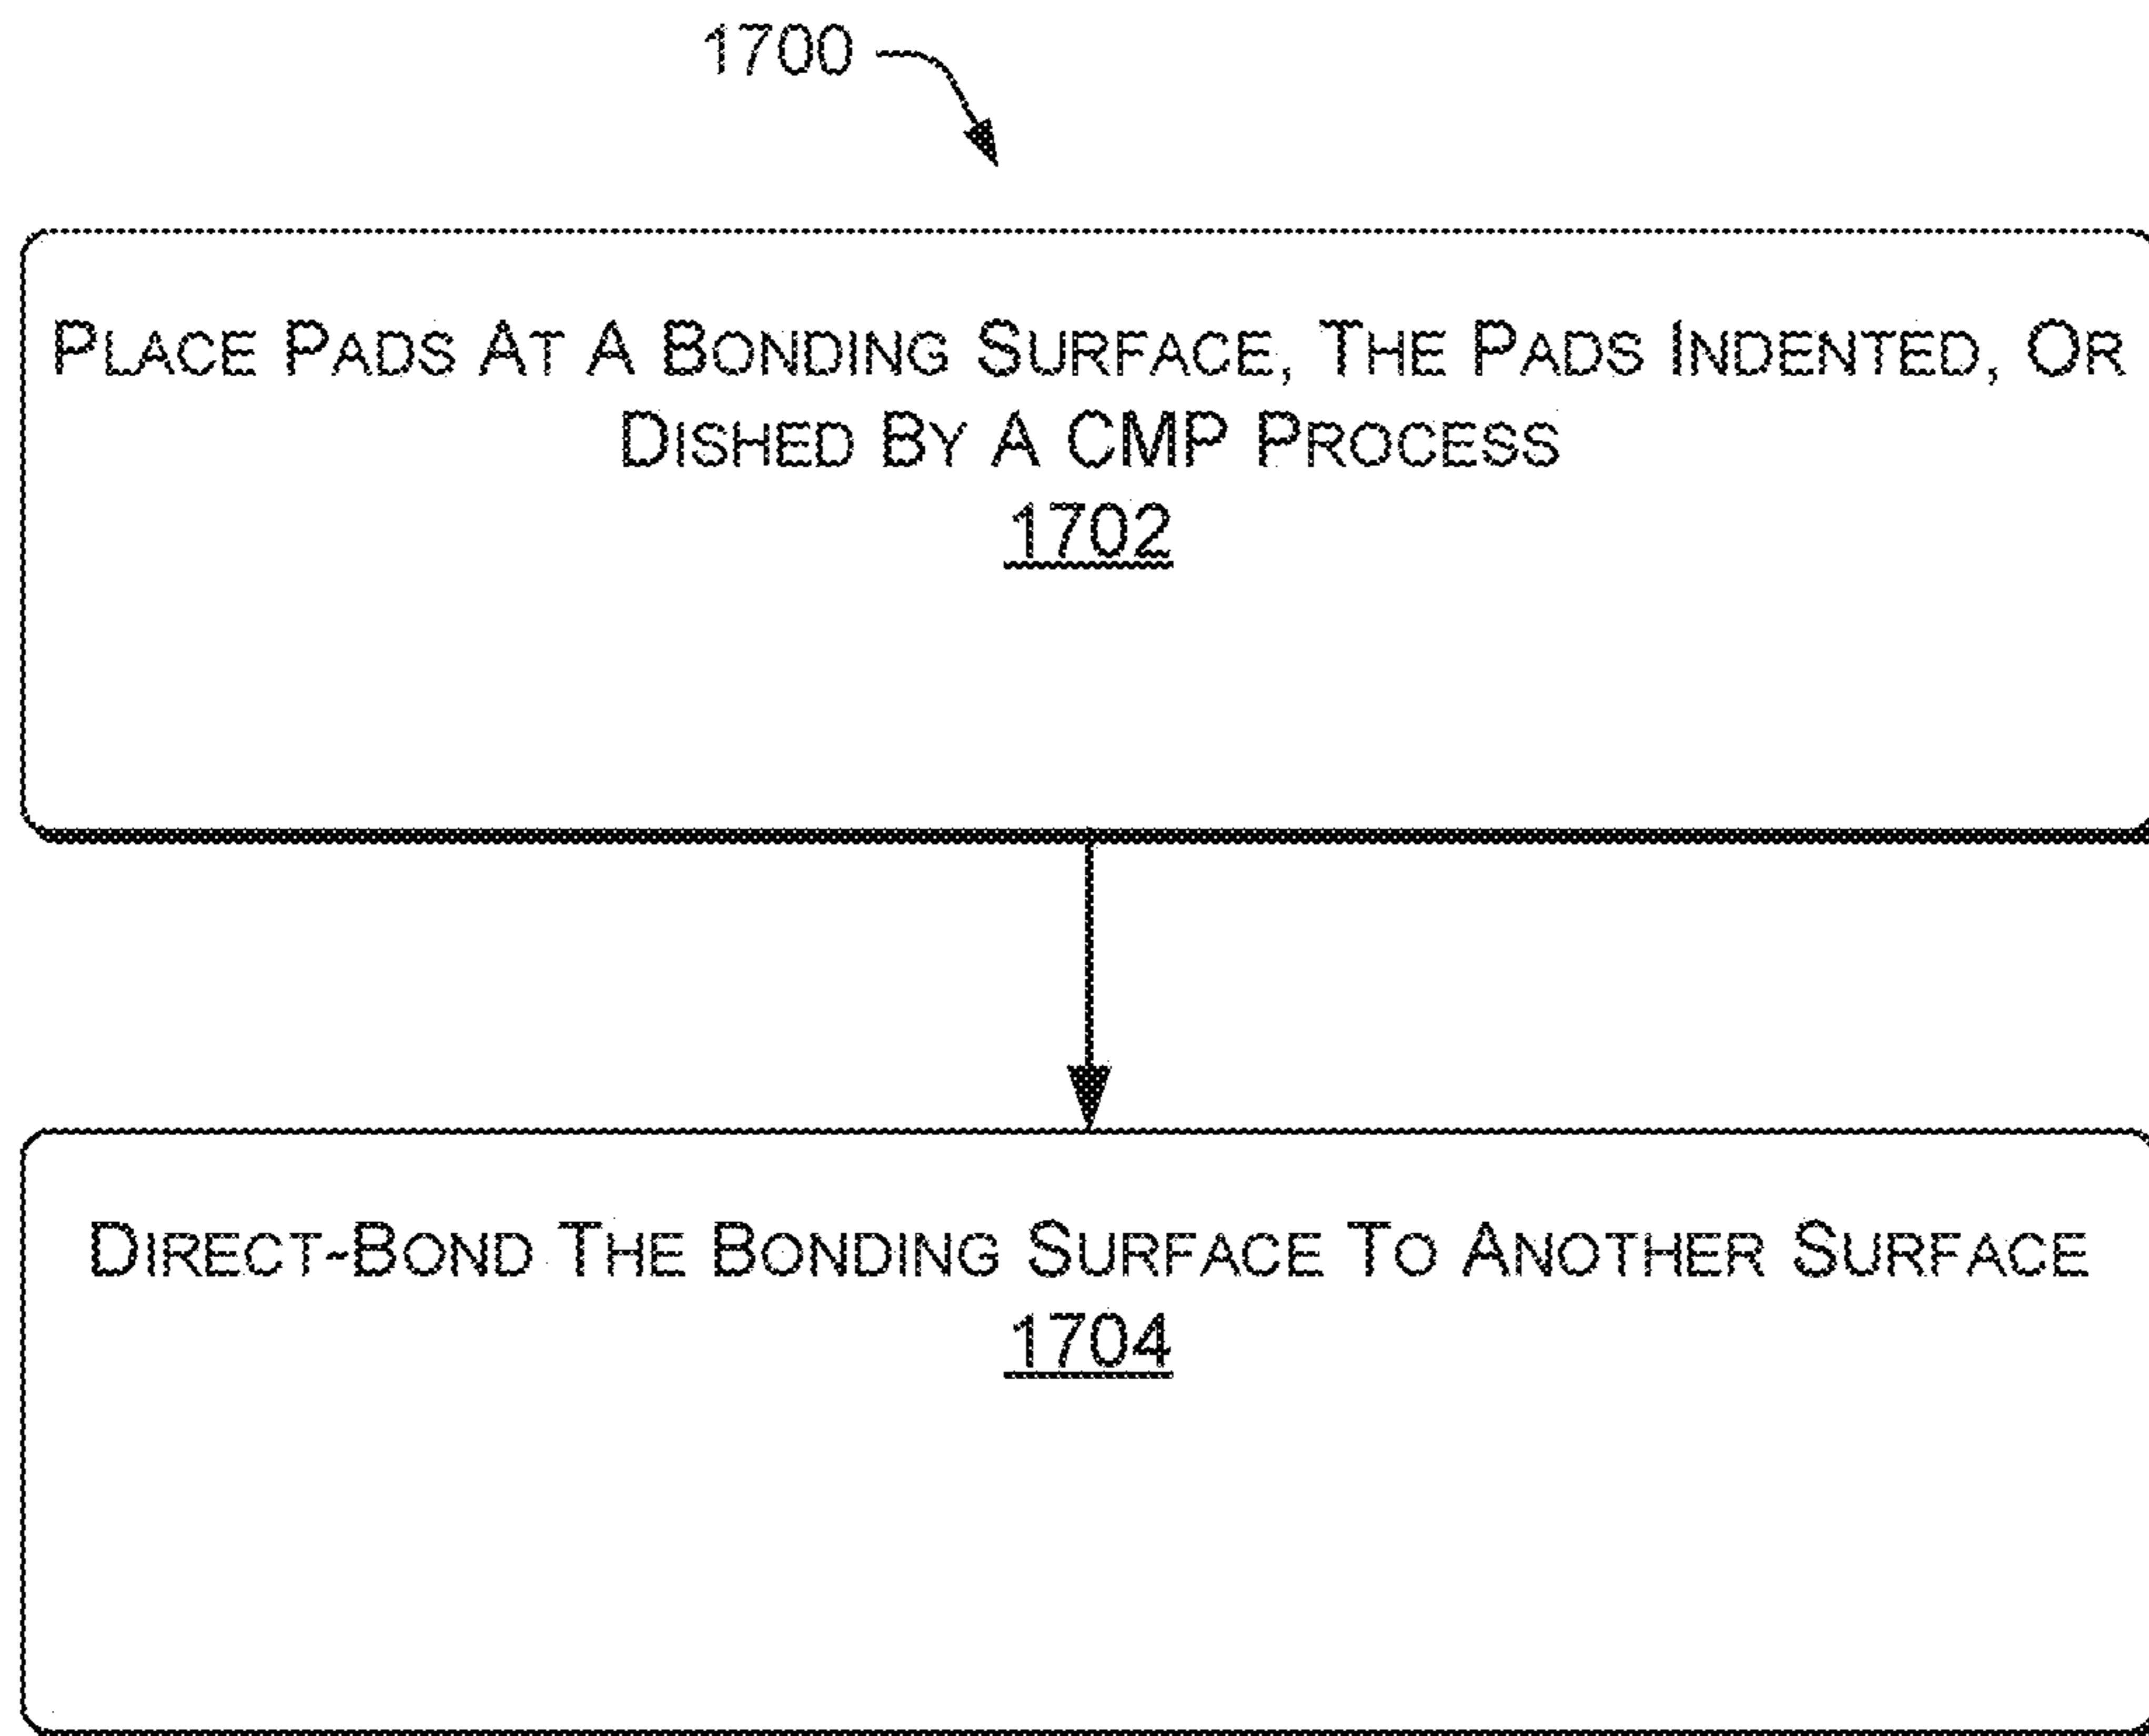 1700
PLACE PADS AT A BONDING SURFACE, THE PADS INDENTED, OR
DISHED BY A CMP PROCESS
1702
DIRECT-BOND THE BONDING SURFACE TO ANOTHER SURFACE
1704